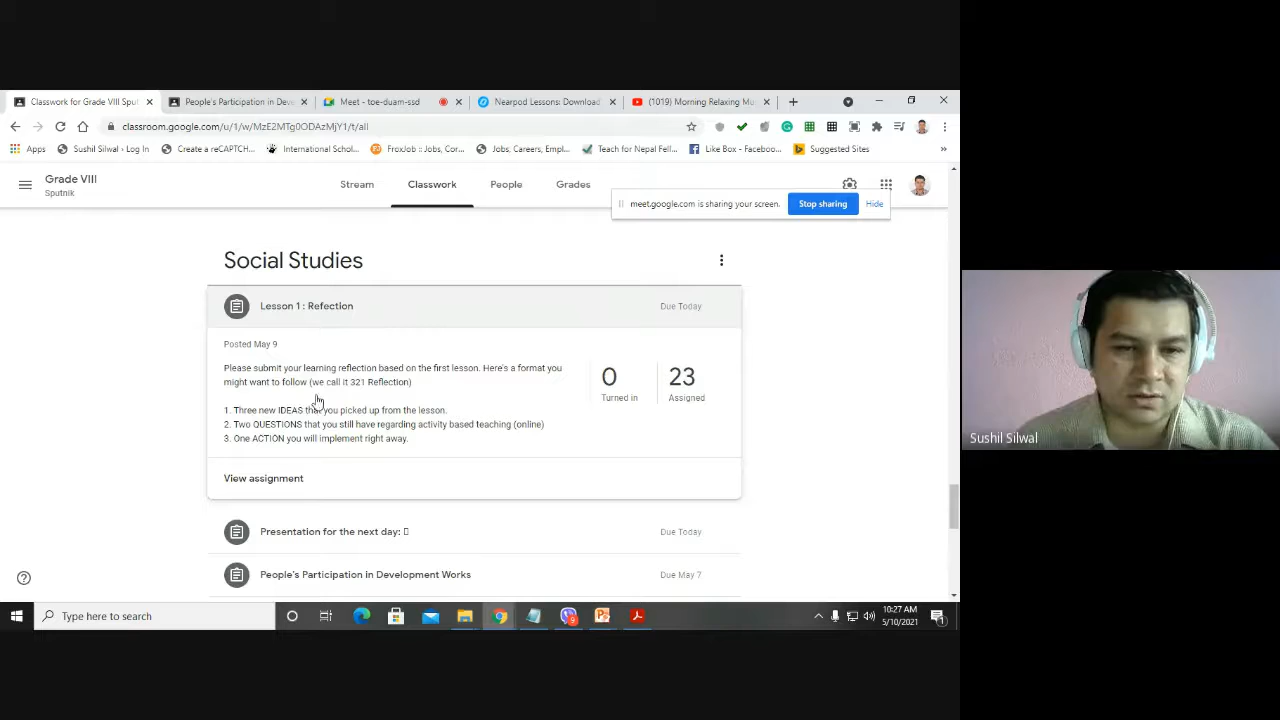 Classwork for Grade VIII Sput
People's Participation in Deve
Meet - toe-duam-ssd
Nearpod Lessons: Download
(1019) Morning Relaxing Mu
classroom.google.com/u/1/w/MzE2MTg0ODAzMjY1/t/all
Apps
Sushil Silwal › Log In
Create a reCAPTCH...
International Schol...
FroxJob :: Jobs, Cor...
Jobs, Careers, Empl...
Teach for Nepal Fell...
Like Box - Faceboo...
Suggested Sites
»
Grade VIII
Sputnik
Stream
Classwork
People
Grades
meet.google.com is sharing your screen.
Stop sharing
Hide
Social Studies
Lesson 1 : Refection
Due Today
Posted May 9
Please submit your learning reflection based on the first lesson. Here's a format you
might want to follow (we call it 321 Reflection)
1. Three new IDEAS that you picked up from the lesson.
2. Two QUESTIONS that you still have regarding activity based teaching (online)
3. One ACTION you will implement right away.
0
Turned in
23
Assigned
View assignment
Presentation for the next day:
Due Today
People's Participation in Development Works
Due May 7
Type here to search
10:27 AM
5/10/2021
Sushil Silwal